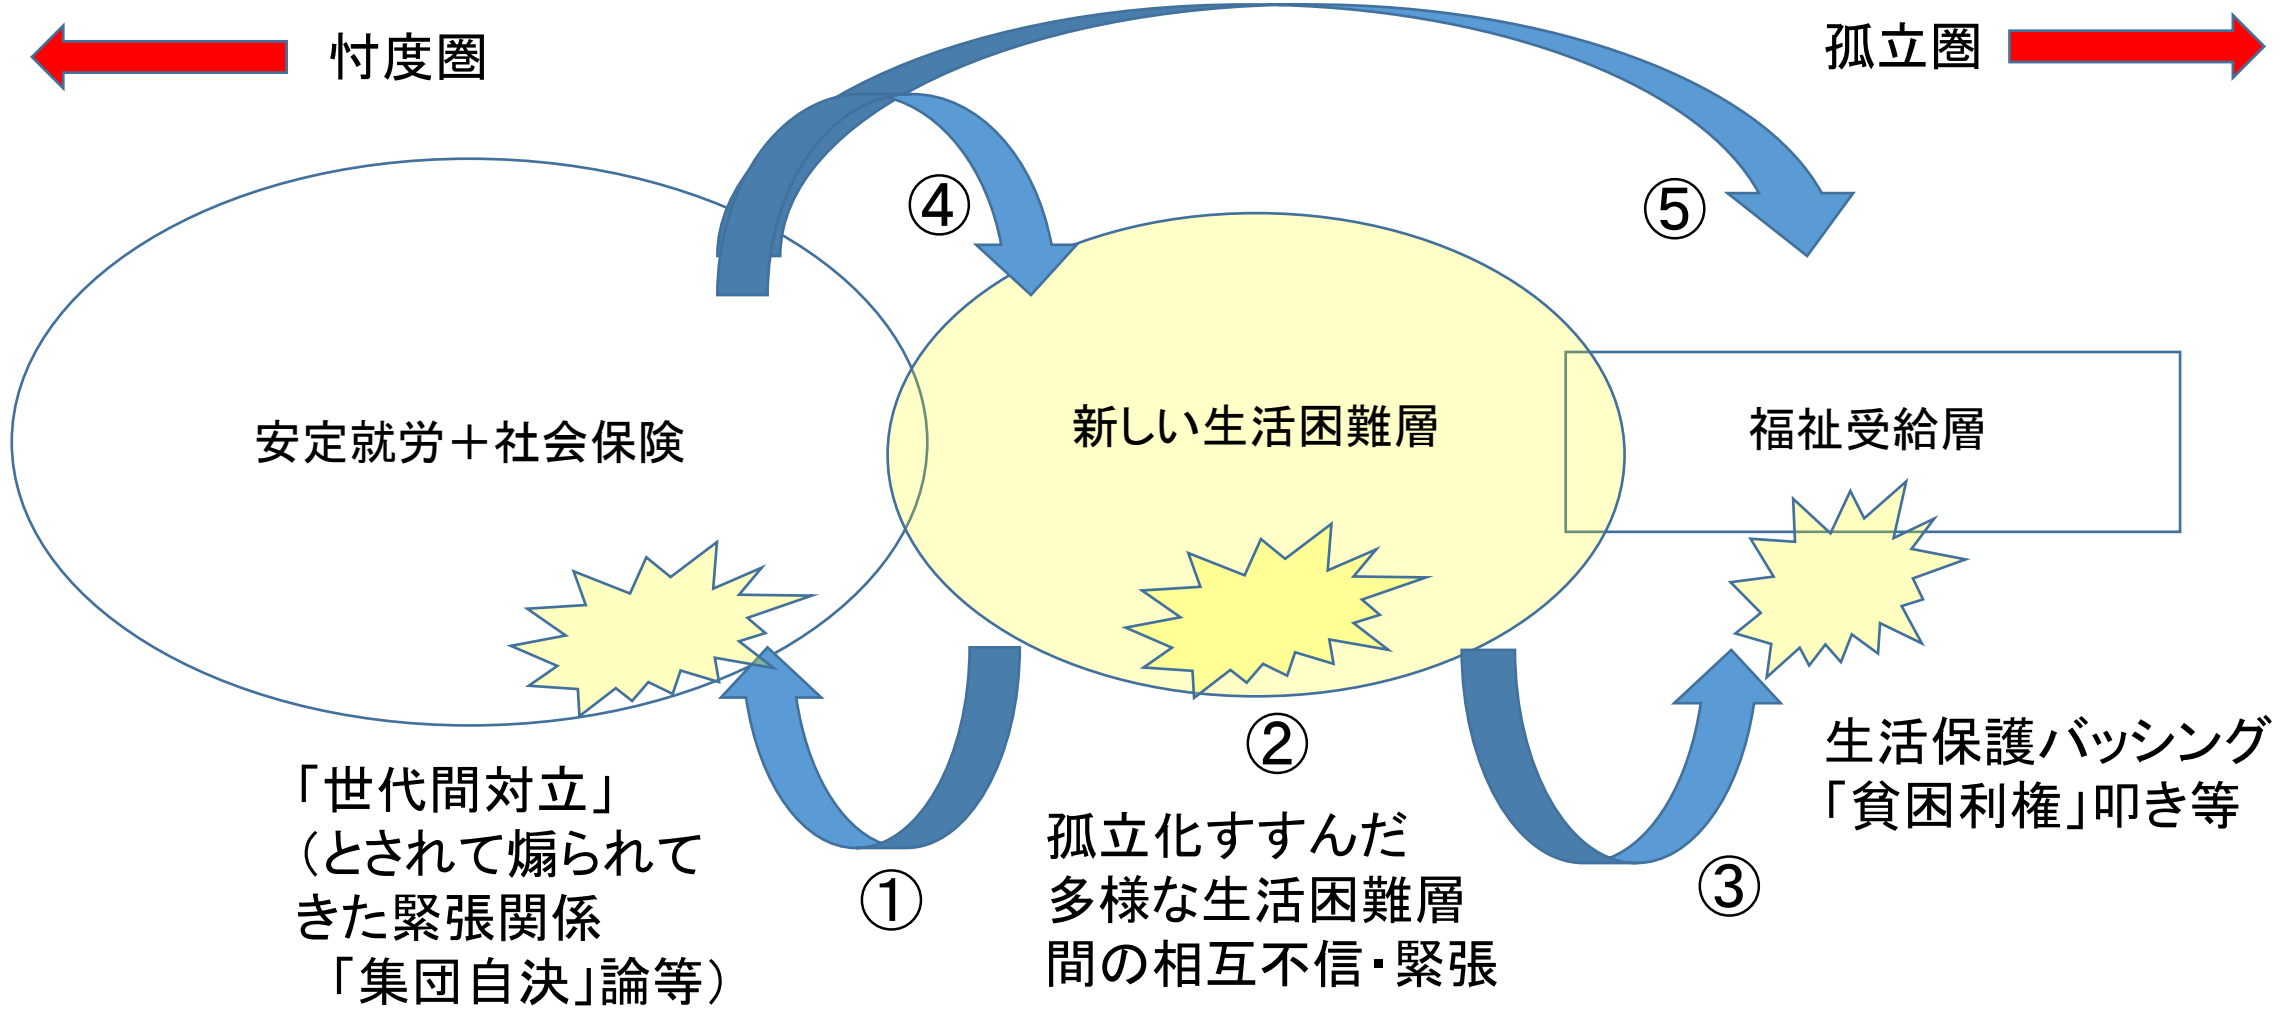 忖度圏
孤立圏
④
⑤
安定就労＋社会保険
新しい生活困難層
福祉受給層
「世代間対立」
（とされて煽られて
きた緊張関係
「集団自決」論等）
①
②
孤立化すすんだ
多様な生活困難層
間の相互不信・緊張
③
生活保護バッシング
「貧困利権」叩き等